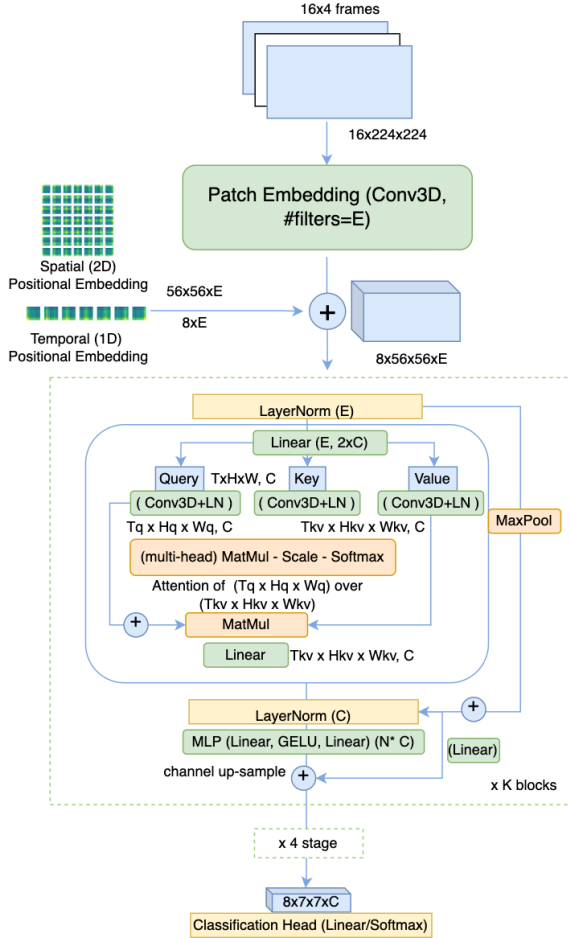 16x4 frames
16x224x224
Patch Embedding (Conv3D,
#filters=E)
Spatial (2D)
Positional Embedding
56x56xE
8xE
+
Temporal (1D)
Positional Embedding
8x56x56xE
LayerNorm (E)
Linear (E, 2xC)
Query
TxHxW, C
Key
Value
( Conv3D+LN )
( Conv3D+LN )
( Conv3D+LN )
Tq x Hq x Wq, C
Tkv x Hkv x Wkv, C
MaxPool
(multi-head) MatMul - Scale - Softmax
Attention of (Tq x Hq x Wq) over
(Tkv x Hkv x Wkv)
+
MatMul
Linear
Tkv x Hkv x Wkv, C
LayerNorm (C)
+
MLP (Linear, GELU, Linear) (N* C)
(Linear)
channel up-sample
+
x K blocks
x 4 stage
8x7x7xC
Classification Head (Linear/Softmax)